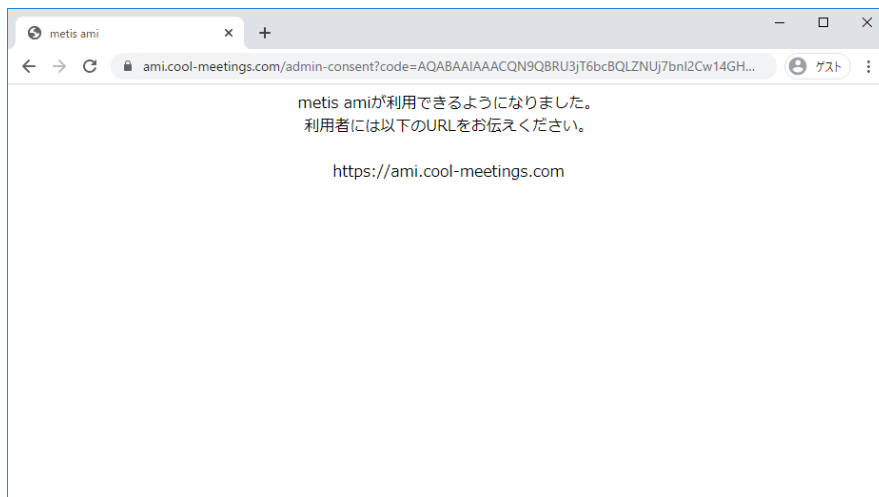 metis ami
ami.cool-meetings.com/admin-consent?code=AQABAAIAAACQN9QBRU3jT6bcBQLZNUj7bnI2Cw14GH...
ゲスト
metis amiが利用できるようになりました。
利用者には以下のURLをお伝えください。
https://ami.cool-meetings.com